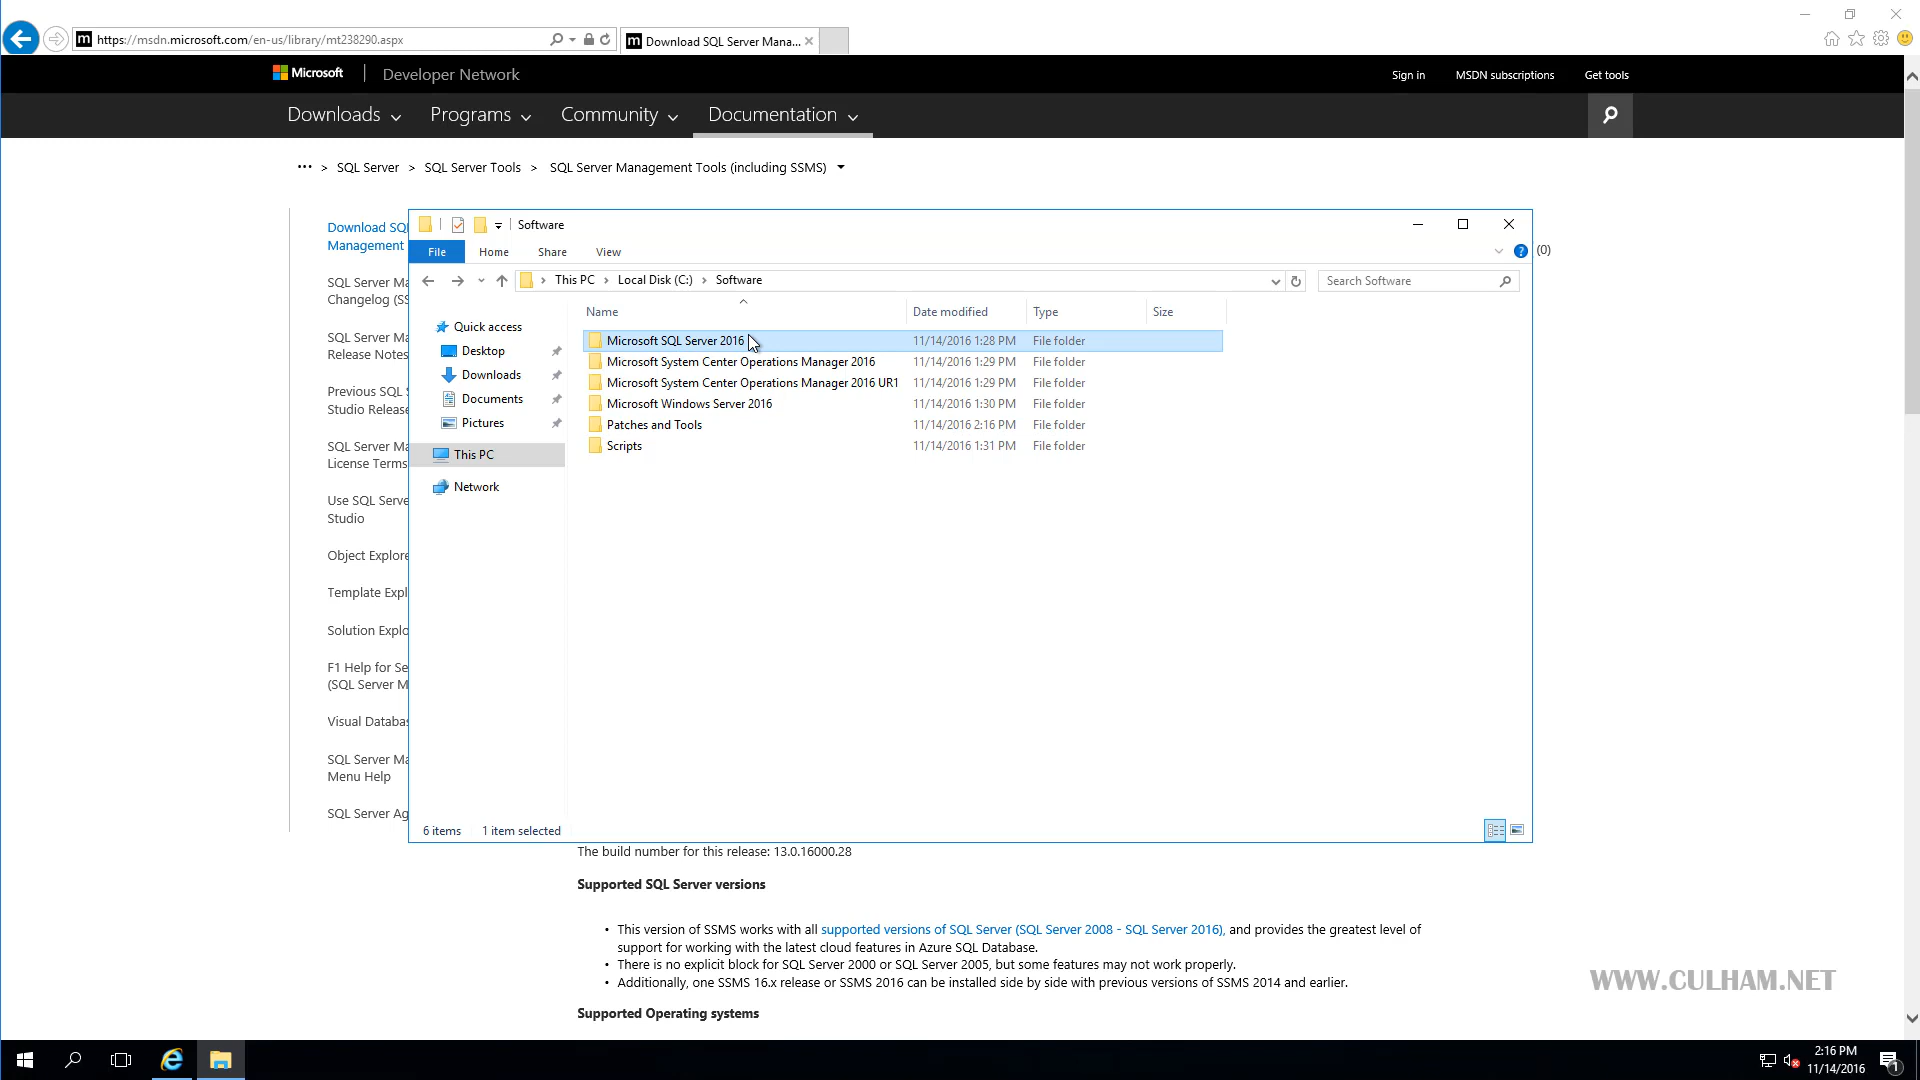 https://msdn.microsoft.com/en-us/library/mt238290.aspx
Download SQL Server Mana...
Microsoft
Developer Network
Sign in
MSDN subscriptions
Get tools
Downloads
Programs
Community
Documentation
··· > SQL Server > SQL Server Tools > SQL Server Management Tools (including SSMS)
Download SQL
Management
SQL Server Ma
Changelog (SS
SQL Server Ma
Release Notes
Previous SQL S
Studio Release
SQL Server Ma
License Terms
Use SQL Serve
Studio
Object Explore
Template Expl
Solution Explo
F1 Help for Se
(SQL Server M
Visual Databas
SQL Server Ma
Menu Help
SQL Server Ag
Software
File
Home
Share
View
(0)
This PC > Local Disk (C:) > Software
Search Software
Quick access
Desktop
Downloads
Documents
Pictures
This PC
Network
Name
Date modified
Type
Size
Microsoft SQL Server 2016 11/14/2016 1:28 PM File folder
Microsoft System Center Operations Manager 2016 11/14/2016 1:29 PM File folder
Microsoft System Center Operations Manager 2016 UR1 11/14/2016 1:29 PM File folder
Microsoft Windows Server 2016 11/14/2016 1:30 PM File folder
Patches and Tools 11/14/2016 2:16 PM File folder
Scripts 11/14/2016 1:31 PM File folder
6 items
1 item selected
The build number for this release: 13.0.16000.28
Supported SQL Server versions
• This version of SSMS works with all supported versions of SQL Server (SQL Server 2008 - SQL Server 2016), and provides the greatest level of
support for working with the latest cloud features in Azure SQL Database.
• There is no explicit block for SQL Server 2000 or SQL Server 2005, but some features may not work properly.
• Additionally, one SSMS 16.x release or SSMS 2016 can be installed side by side with previous versions of SSMS 2014 and earlier.
Supported Operating systems
WWW.CULHAM.NET
2:16 PM
11/14/2016
1